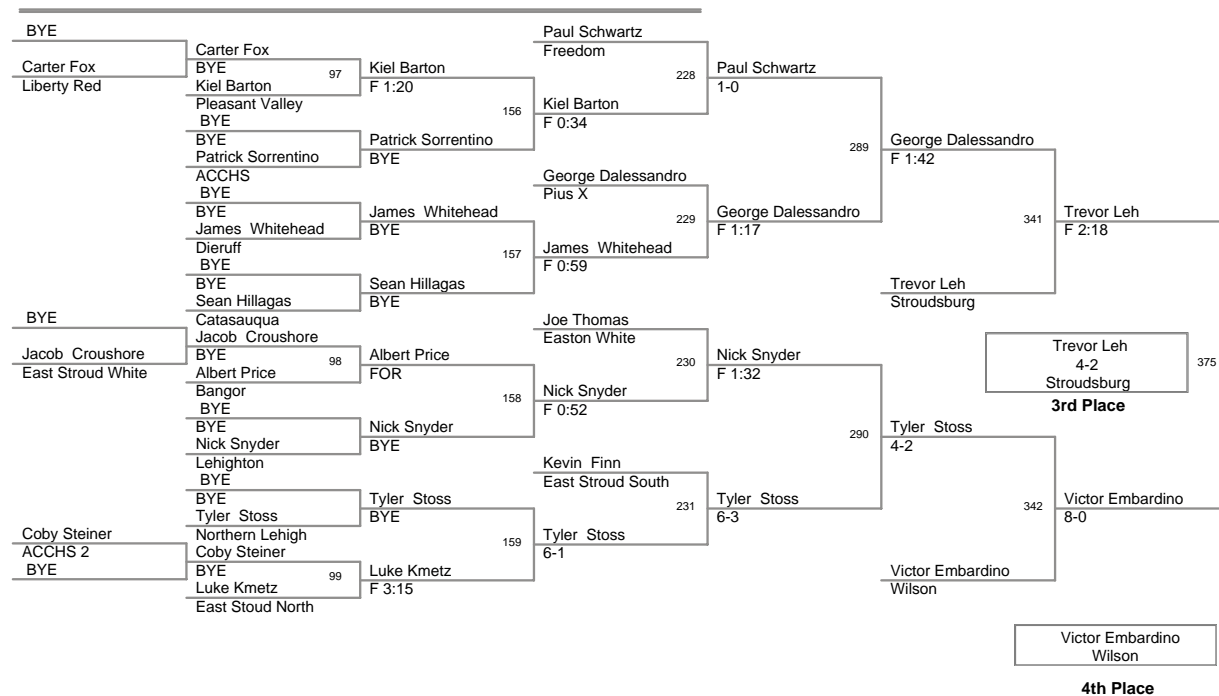 BYE
Carter Fox
Liberty Red
BYE
Jacob Croushore
East Stroud White
Coby Steiner
ACCHS 2
BYE
Carter Fox
BYE
97
Kiel Barton
Pleasant Valley
BYE
BYE
Patrick Sorrentino
ACCHS
BYE
BYE
James Whitehead
Dieruff
BYE
BYE
Sean Hillagas
Catasauqua
Jacob Croushore
BYE
98
Albert Price
Bangor
BYE
BYE
Nick Snyder
Lehighton
BYE
BYE
Tyler Stoss
Northern Lehigh
Coby Steiner
BYE
99
Luke Kmetz
East Stoud North
Kiel Barton
F 1:20
156
Patrick Sorrentino
BYE
James Whitehead
BYE
157
Sean Hillagas
BYE
Albert Price
FOR
158
Nick Snyder
BYE
Tyler Stoss
BYE
159
Luke Kmetz
F 3:15
Paul Schwartz
Freedom
228
Kiel Barton
F 0:34
George Dalessandro
Pius X
229
James Whitehead
F 0:59
Joe Thomas
Easton White
230
Nick Snyder
F 0:52
Kevin Finn
East Stroud South
231
Tyler Stoss
6-1
Paul Schwartz
1-0
289
George Dalessandro
F 1:17
Nick Snyder
F 1:32
290
Tyler Stoss
6-3
George Dalessandro
F 1:42
341
Trevor Leh
Stroudsburg
Tyler Stoss
4-2
342
Victor Embardino
Wilson
Trevor Leh
F 2:18
Trevor Leh
4-2
Stroudsburg
375
3rd Place
Victor Embardino
8-0
Victor Embardino
Wilson
4th Place